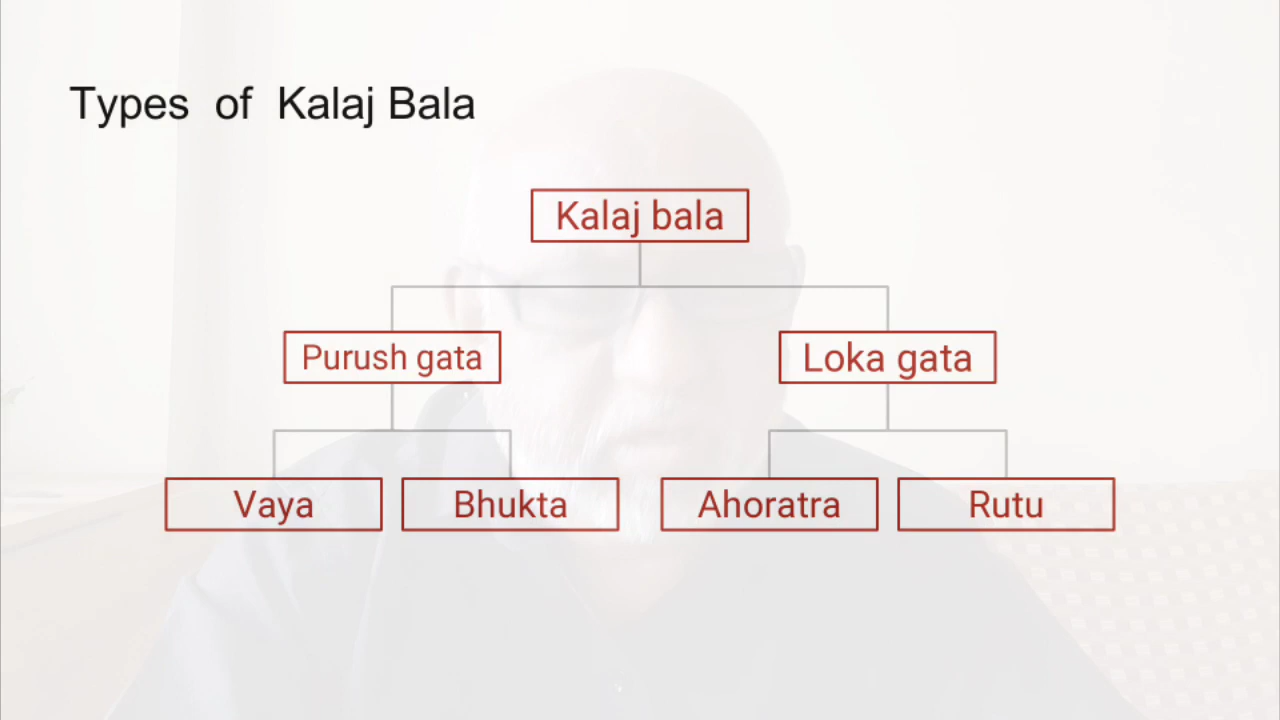 Types of Kalaj Bala
Kalaj bala
Purush gata
Loka gata
Vaya
Bhukta
Ahoratra
Rutu